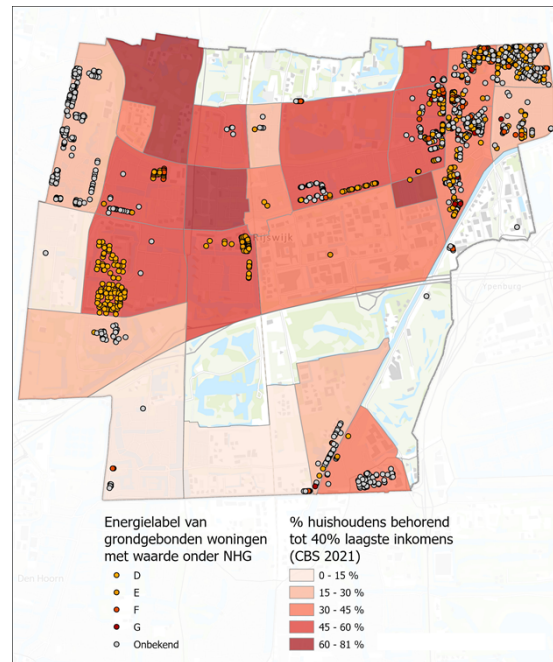 Rijswijk
Ypenburg
Den Hoorn
Energielabel van
grondgebonden woningen
met waarde onder NHG
D
E
F
G
Onbekend
% huishoudens behorend
tot 40% laagste inkomens
(CBS 2021)
0 - 15 %
15 - 30 %
30 - 45 %
45 - 60 %
60 - 81 %